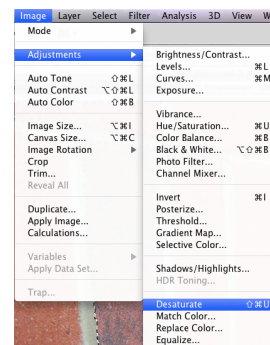 Image Layer Select Filter Analysis 3D View
Mode
Adjustments
Auto Tone ⇧⌘L
Auto Contrast ⌥⇧⌘L
Auto Color ⇧⌘B
Image Size... ⌥⌘I
Canvas Size... ⌥⌘C
Image Rotation
Crop
Trim...
Reveal All
Duplicate...
Apply Image...
Calculations...
Variables
Apply Data Set...
Trap...
Brightness/Contrast...
Levels... ⌘L
Curves... ⌘M
Exposure...
Vibrance...
Hue/Saturation... ⌘U
Color Balance... ⌘B
Black & White... ⌥⇧⌘B
Photo Filter...
Channel Mixer...
Invert ⌘I
Posterize...
Threshold...
Gradient Map...
Selective Color...
Shadows/Highlights...
HDR Toning...
Desaturate ⇧⌘U
Match Color...
Replace Color...
Equalize...